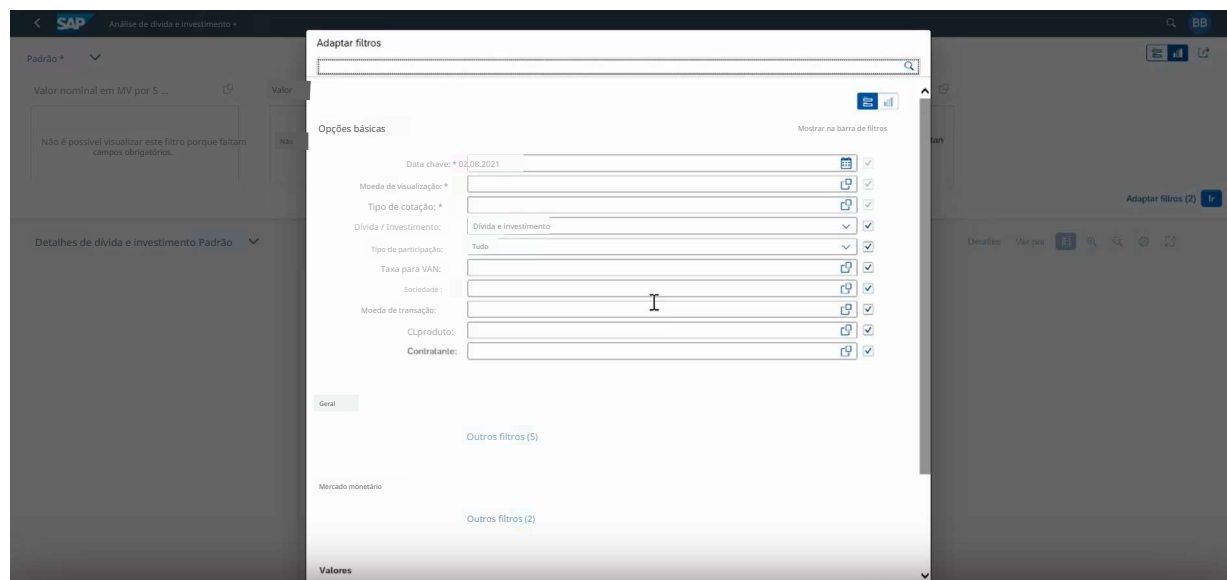 SAP Análise de dívida e investimento
BB
Adaptar filtros
Padrão *
Valor nominal em MV por S ...
Valor
Não é possível visualizar este filtro porque faltam
campos obrigatórios.
Não
tan
Adaptar filtros (2) Ir
Detalhes de dívida e investimento Padrão
Detalhes Ver por
Opções básicas
Mostrar na barra de filtros
Data chave: * 02.08.2021
Moeda de visualização: *
Tipo de cotação: *
Dívida / Investimento: Dívida e investimento
Tipo de participação: Tudo
Taxa para VAN:
Sociedade :
Moeda de transação:
CLproduto:
Contratante:
Geral
Outros filtros (5)
Mercado monetário
Outros filtros (2)
Valores